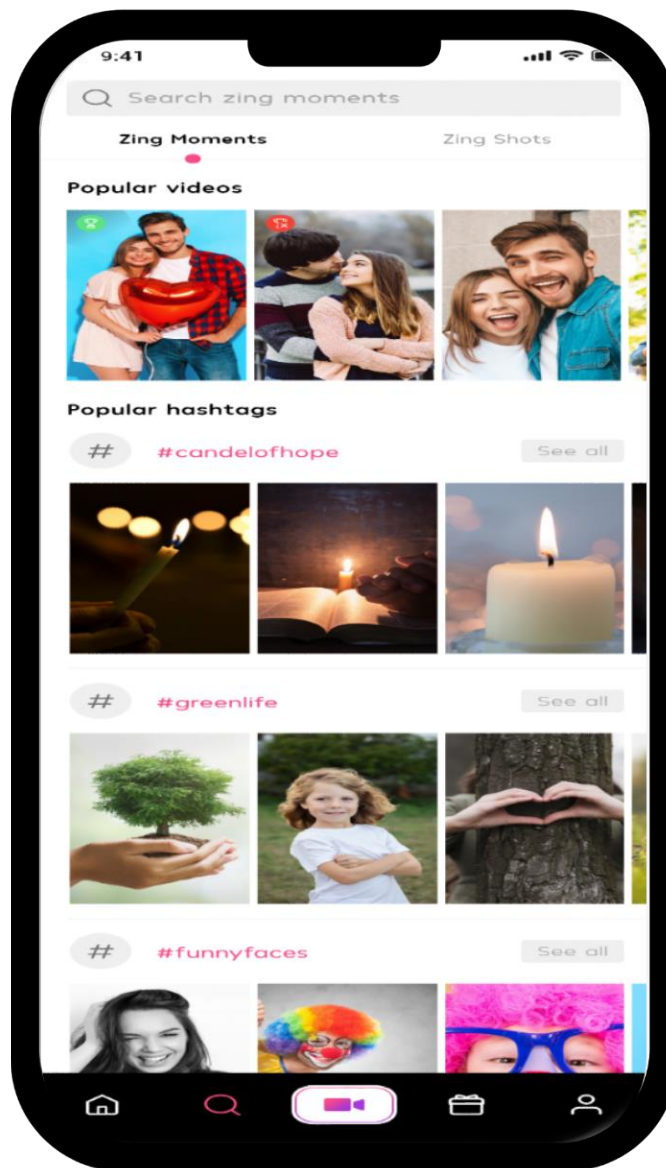 9:41
Search zing moments
Zing Moments Zing Shots
Popular videos
Popular hashtags
# #candelofhope See all
# #greenlife See all
# #funnyfaces See all